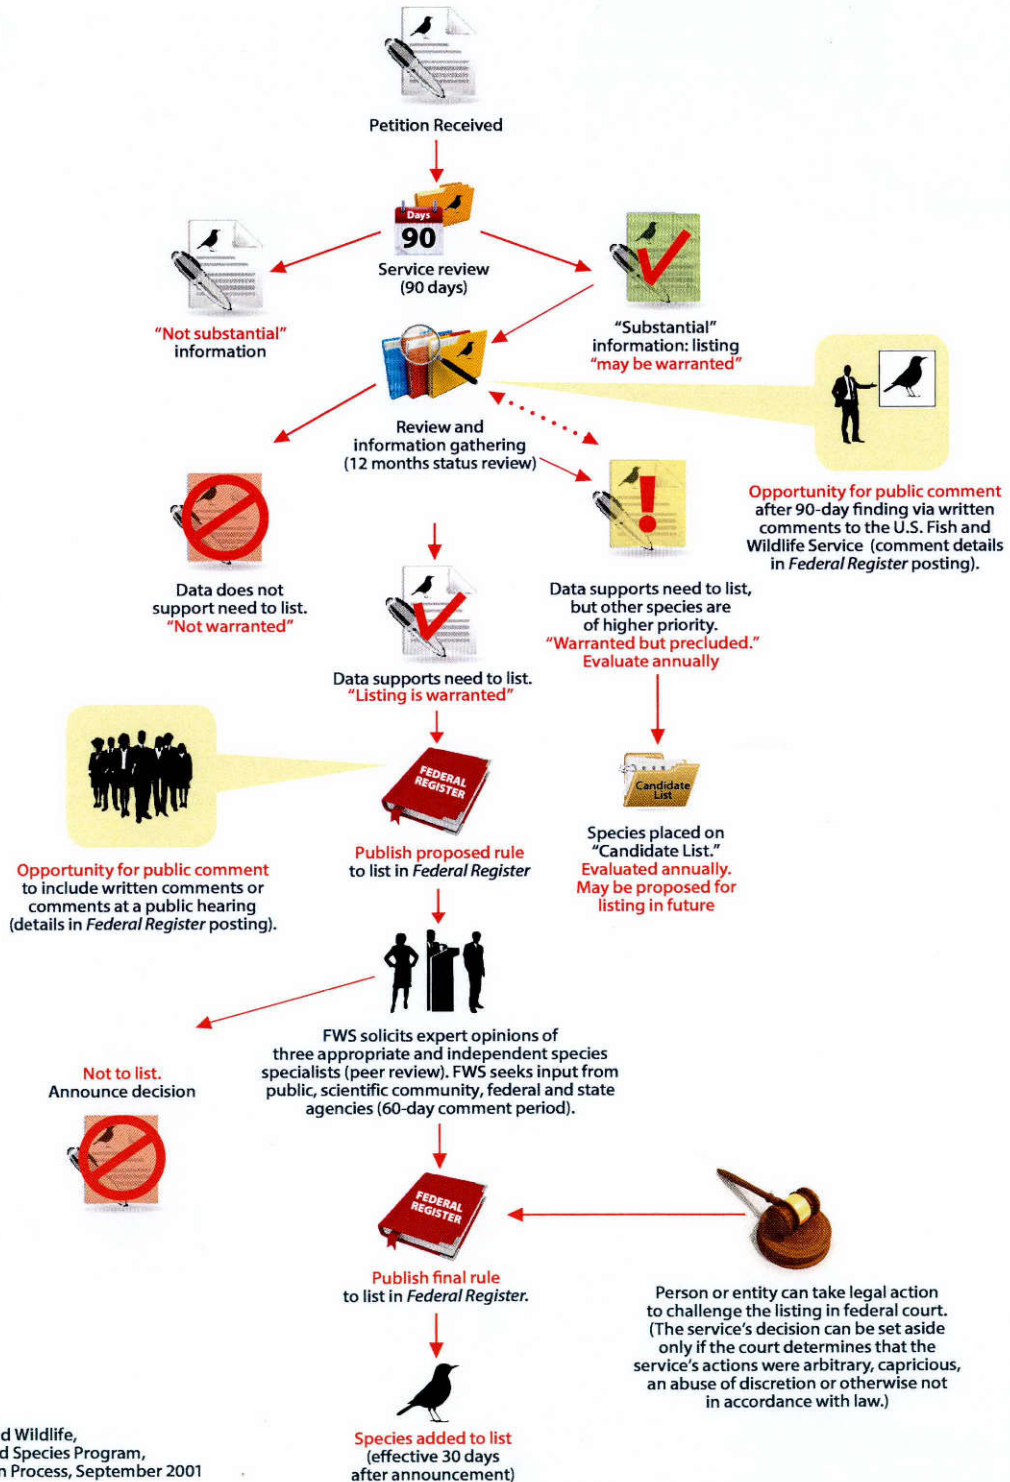 Petition Received
Days
90
Service review
(90 days)
"Not substantial"
information
"Substantial"
information: listing
"may be warranted"
Review and
information gathering
(12 months status review)
Opportunity for public comment
after 90-day finding via written
comments to the U.S. Fish and
Wildlife Service (comment details
in Federal Register posting).
Data does not
support need to list.
"Not warranted"
Data supports need to list.
"Listing is warranted"
Data supports need to list,
but other species are
of higher priority.
"Warranted but precluded."
Evaluate annually
FEDERAL
REGISTER
Publish proposed rule
to list in Federal Register
Candidate
List
Species placed on
"Candidate List."
Evaluated annually.
May be proposed for
listing in future
Opportunity for public comment
to include written comments or
comments at a public hearing
(details in Federal Register posting).
FWS solicits expert opinions of
three appropriate and independent species
specialists (peer review). FWS seeks input from
public, scientific community, federal and state
agencies (60-day comment period).
Not to list.
Announce decision
FEDERAL
REGISTER
Publish final rule
to list in Federal Register.
Person or entity can take legal action
to challenge the listing in federal court.
(The service's decision can be set aside
only if the court determines that the
service's actions were arbitrary, capricious,
an abuse of discretion or otherwise not
in accordance with law.)
Species added to list
(effective 30 days
after announcement)
d Wildlife,
d Species Program,
n Process, September 2001